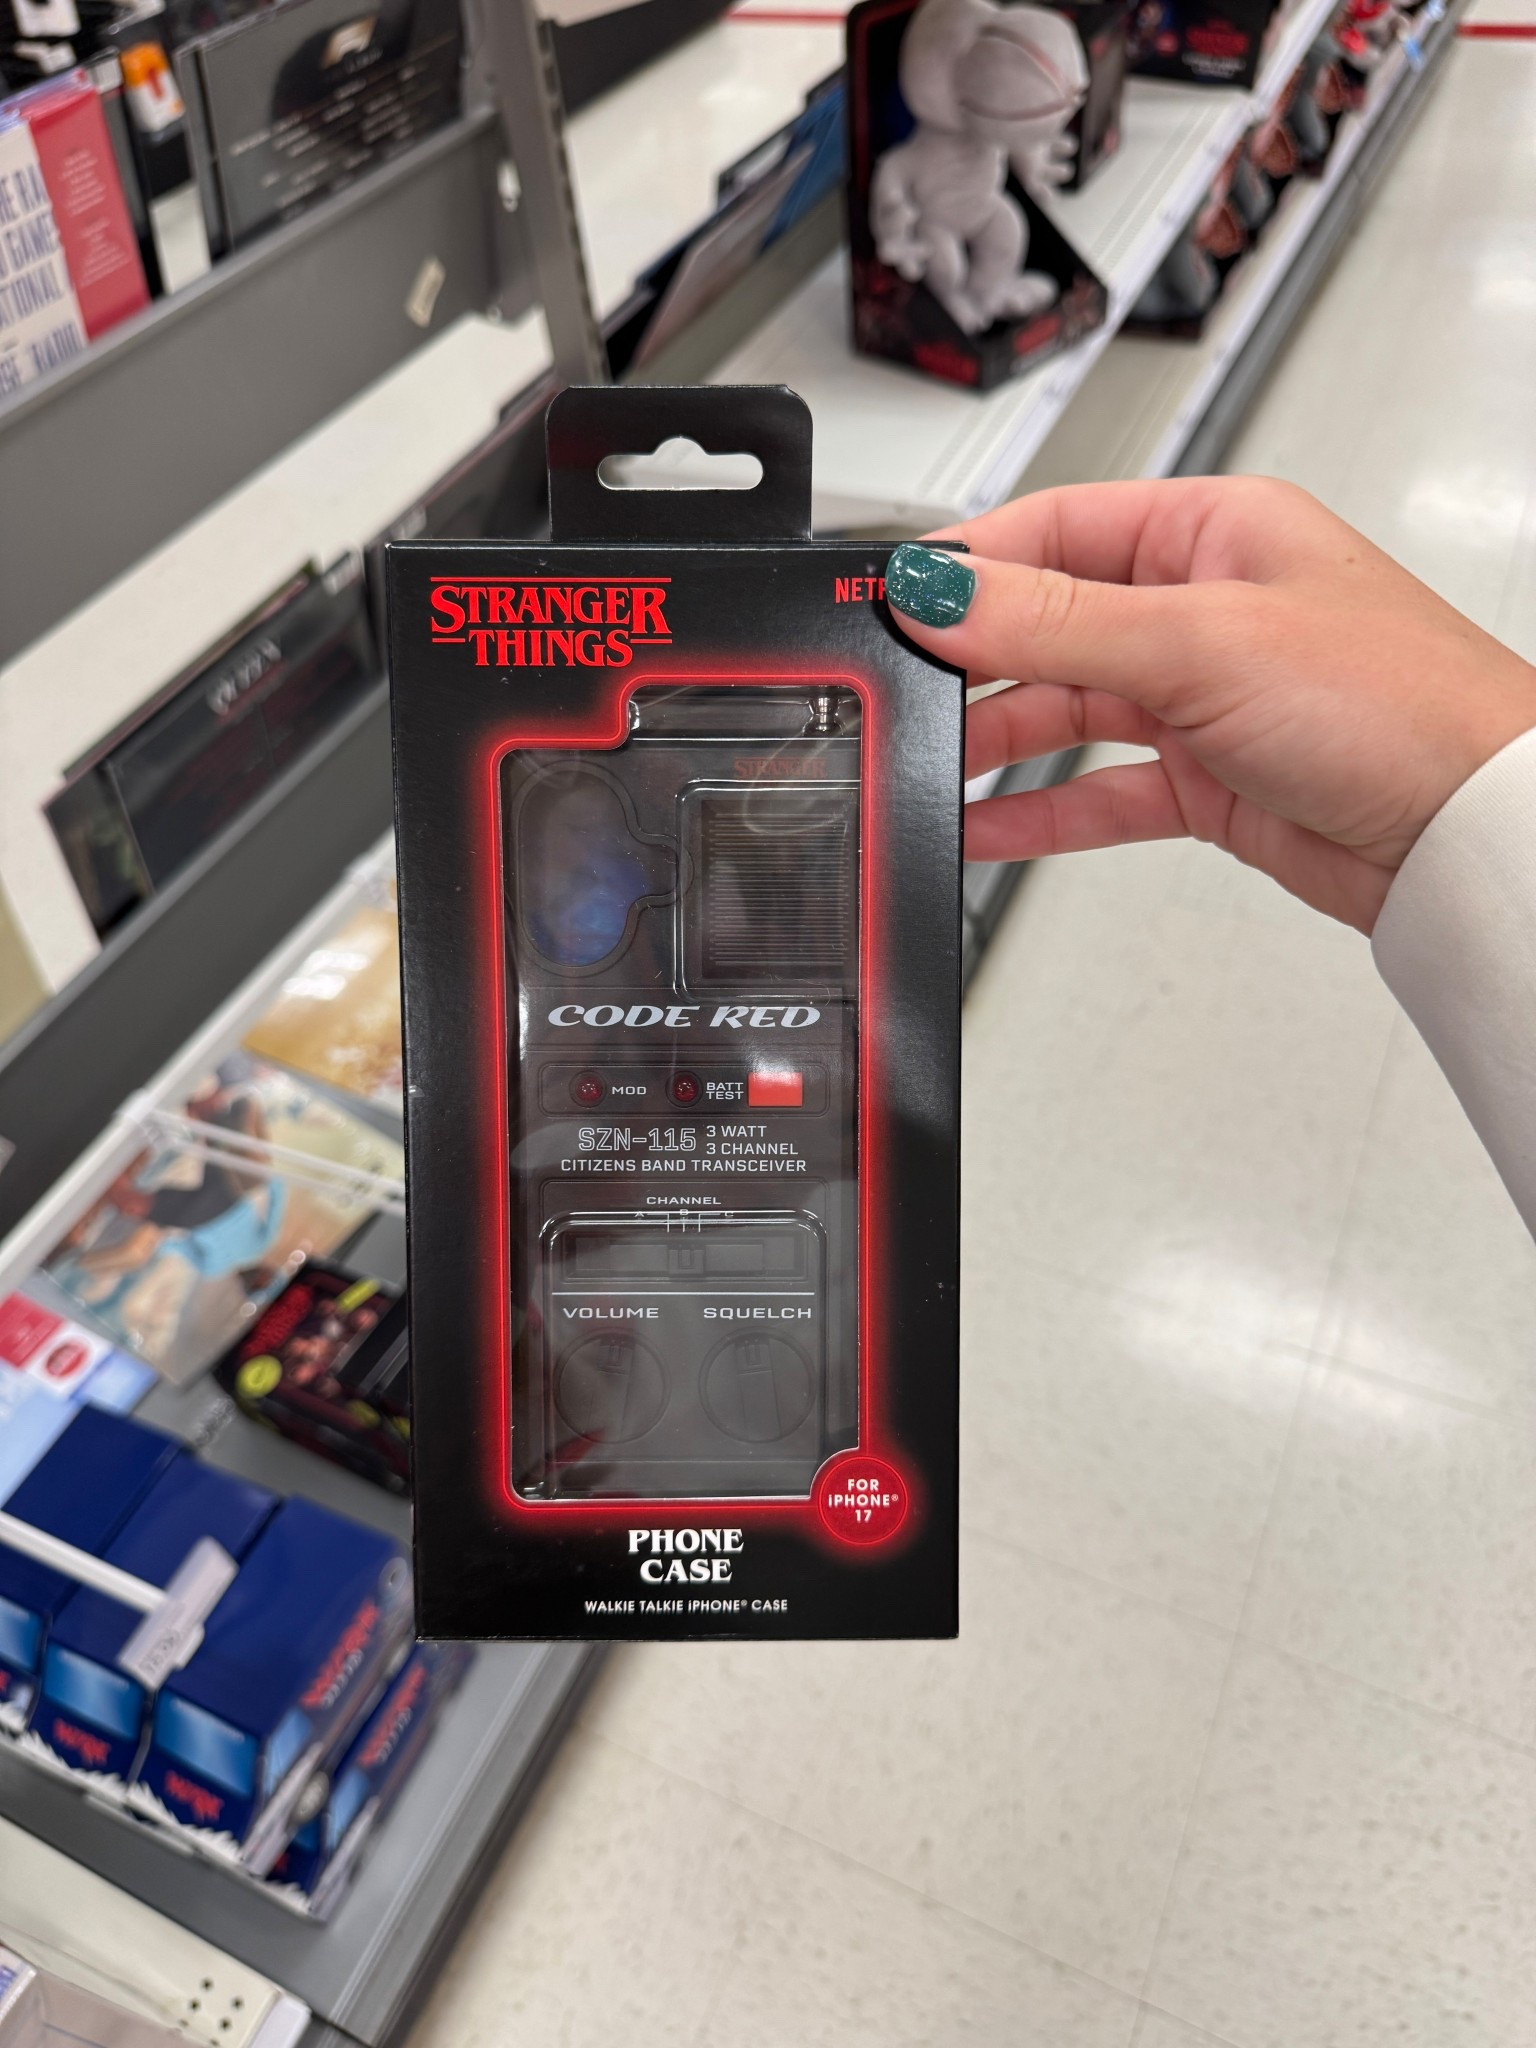 STRANGER
THINGS
NETF
STRANGER
CODE RED
MOD
BATT
TEST
SZN-115
3 WATT
3 CHANNEL
CITIZENS BAND TRANSCEIVER
CHANNEL
A B C
VOLUME
SQUELCH
FOR
iPHONE®
17
PHONE
CASE
WALKIE TALKIE iPHONE® CASE